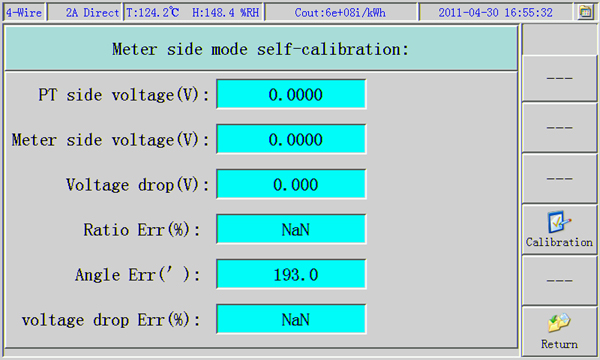 4-Wire 2A Direct T:124.2℃ H:148.4 %RH Cout:6e+08i/kWh 2011-04-30 16:55:32
Meter side mode self-calibration:
PT side voltage(V): 0.0000
Meter side voltage(V): 0.0000
Voltage drop(V): 0.000
Ratio Err(%): NaN
Angle Err(′ ): 193.0
voltage drop Err(%): NaN
---
---
---
Calibration
---
Return